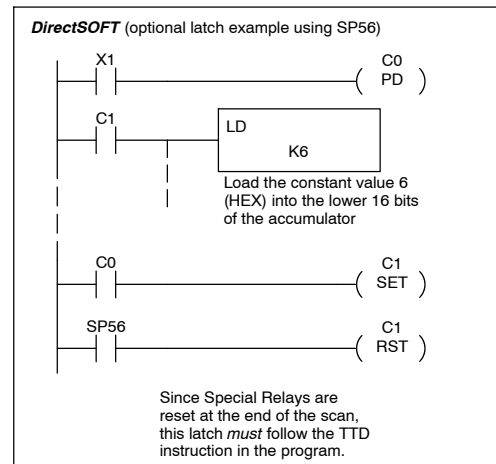 DirectSOFT (optional latch example using SP56)
X1
C0
PD
C1
LD
K6
Load the constant value 6
(HEX) into the lower 16 bits
of the accumulator
C0
C1
SET
SP56
C1
RST
Since Special Relays are
reset at the end of the scan,
this latch must follow the TTD
instruction in the program.